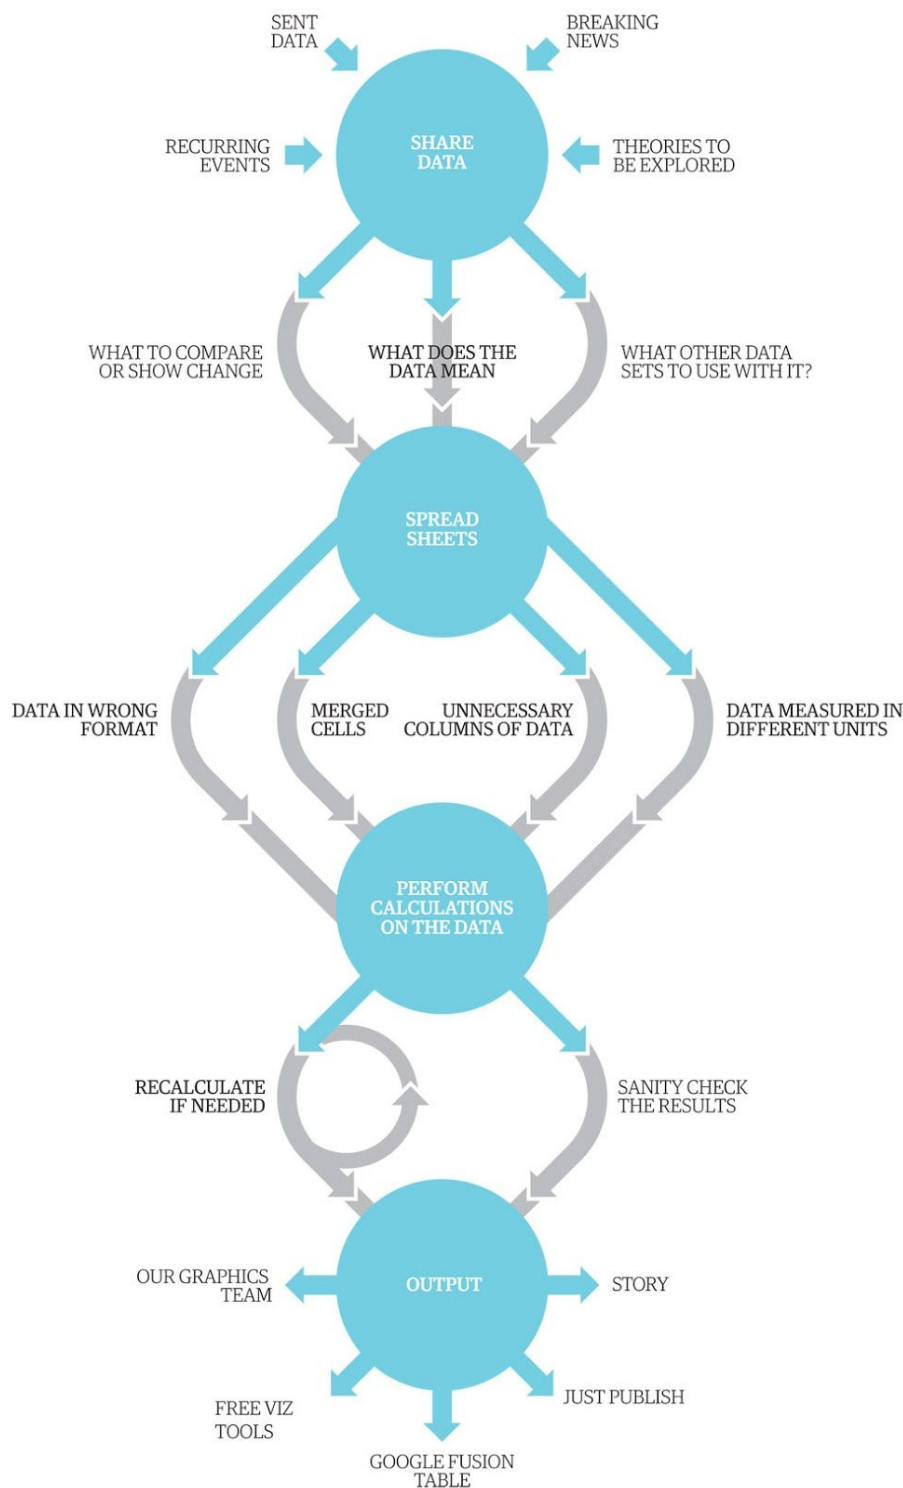 SENT
DATA
BREAKING
NEWS
RECURRING
EVENTS
SHARE
DATA
THEORIES TO
BE EXPLORED
WHAT TO COMPARE
OR SHOW CHANGE
WHAT DOES THE
DATA MEAN
WHAT OTHER DATA
SETS TO USE WITH IT?
SPREAD
SHEETS
DATA IN WRONG
FORMAT
MERGED
CELLS
UNNECESSARY
COLUMNS OF DATA
DATA MEASURED IN
DIFFERENT UNITS
PERFORM
CALCULATIONS
ON THE DATA
RECALCULATE
IF NEEDED
SANITY CHECK
THE RESULTS
OUR GRAPHICS
TEAM
OUTPUT
STORY
FREE VIZ
TOOLS
JUST PUBLISH
GOOGLE FUSION
TABLE